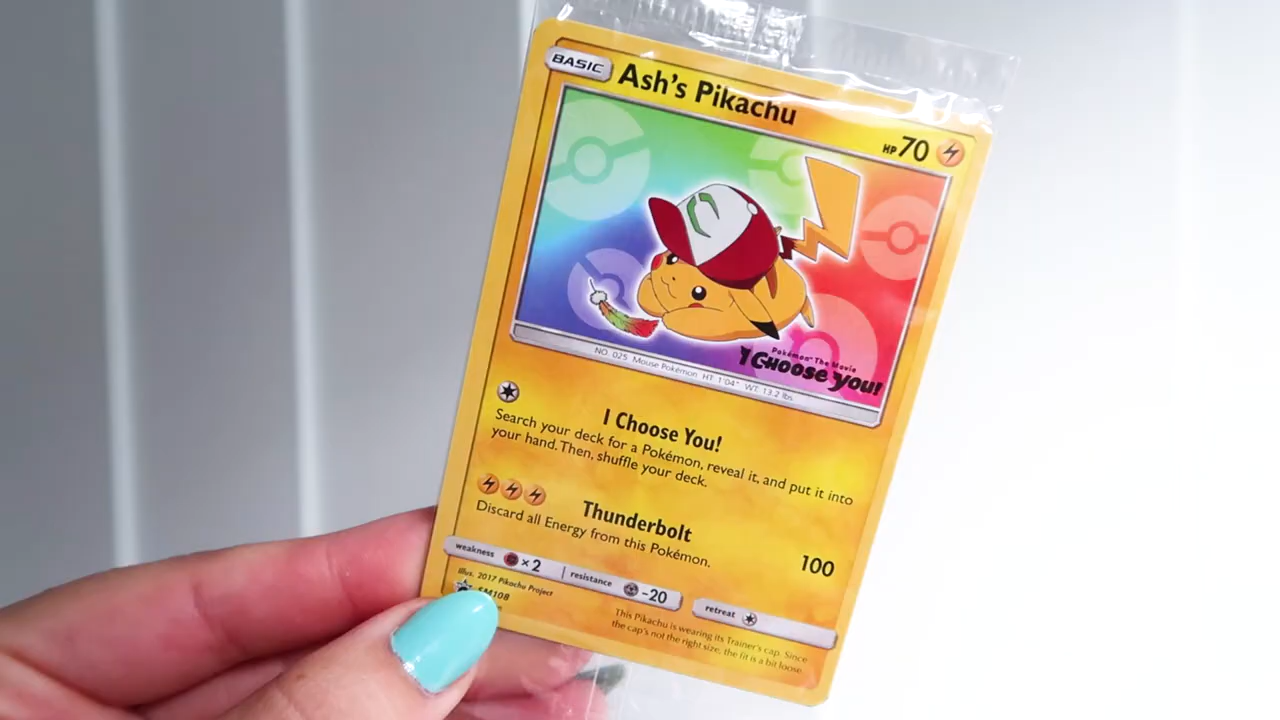 BASIC
Ash's Pikachu
HP 70
Pokémon The Movie
I Choose You!
NO. 025 Mouse Pokémon HT: 1'04" WT: 13.2 lbs.
I Choose You!
Search your deck for a Pokémon, reveal it, and put it into
your hand. Then, shuffle your deck.
Thunderbolt
100
Discard all Energy from this Pokémon.
weakness ×2 resistance -20 retreat
Illus. 2017 Pikachu Project
SM108
This Pikachu is wearing its Trainer's cap. Since
the cap's not the right size, the fit is a bit loose.